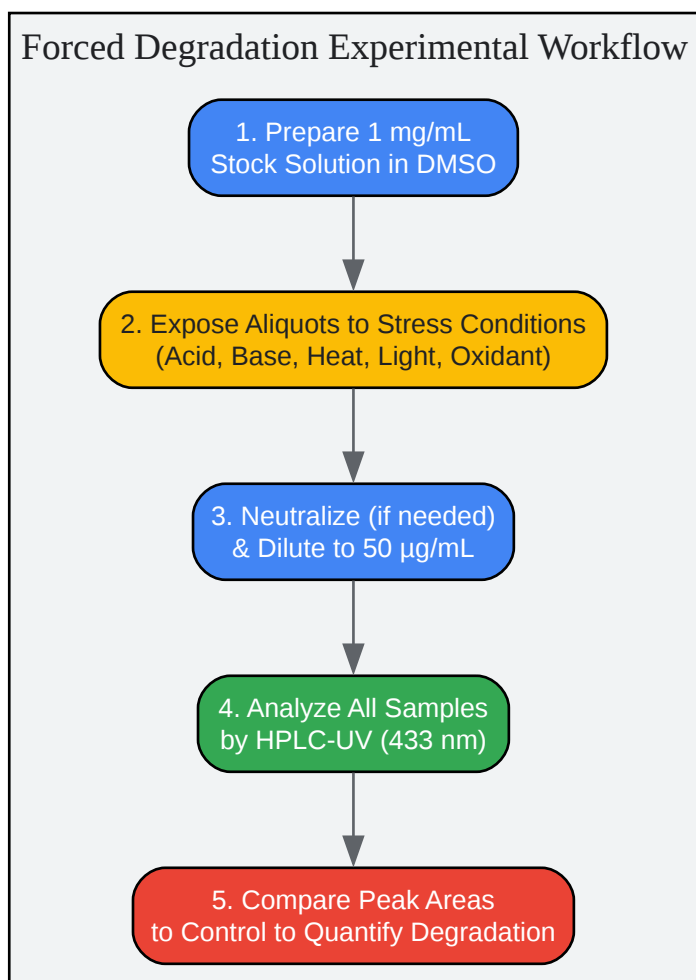 Forced Degradation Experimental Workflow
1. Prepare 1 mg/mL
Stock Solution in DMSO
2. Expose Aliquots to Stress Conditions
(Acid, Base, Heat, Light, Oxidant)
3. Neutralize (if needed)
& Dilute to 50 µg/mL
4. Analyze All Samples
by HPLC-UV (433 nm)
5. Compare Peak Areas
to Control to Quantify Degradation